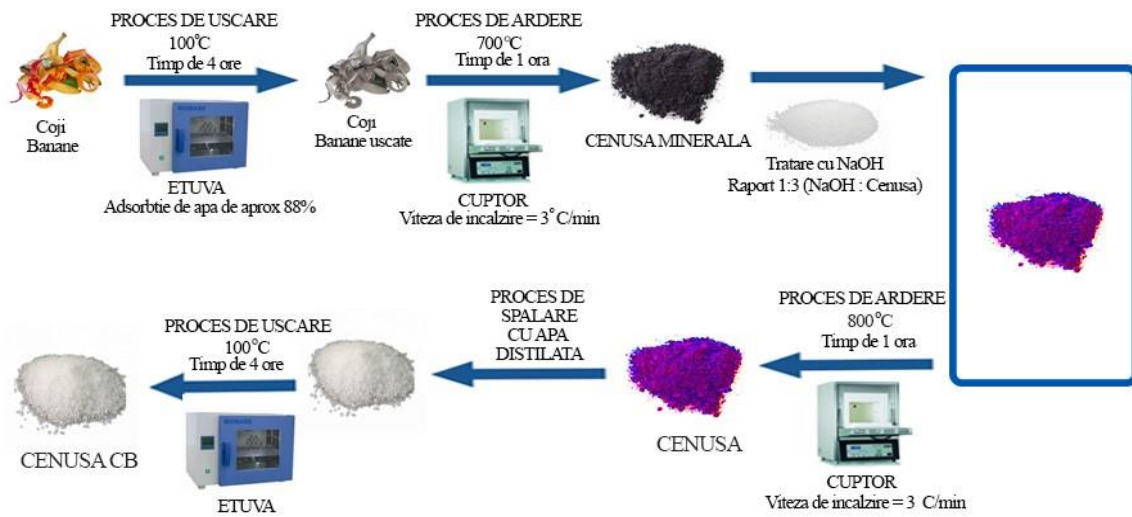 PROCES DE USCARE
100°C
Timp de 4 ore
Coji
Banane
ETUVA
Adsorbtie de apa de aprox 88%
Coji
Banane uscate
PROCES DE ARDERE
700°C
Timp de 1 ora
CUPTOR
Viteza de incalzire = 3° C/min
CENUSA MINERALA
Tratare cu NaOH
Raport 1:3 (NaOH : Cenusa)
PROCES DE ARDERE
800°C
Timp de 1 ora
CUPTOR
Viteza de incalzire = 3 C/min
CENUSA
PROCES DE
SPALARE
CU APA
DISTILATA
PROCES DE USCARE
100°C
Timp de 4 ore
ETUVA
CENUSA CB